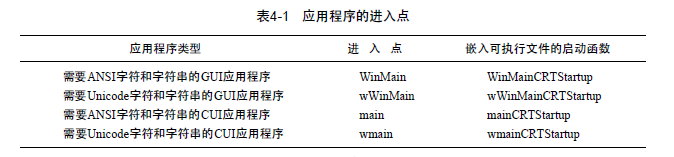 表4-1 应用程序的进入点
应用程序类型 进 入 点 嵌入可执行文件的启动函数
需要ANSI字符和字符串的GUI应用程序 WinMain WinMainCRTStartup
需要Unicode字符和字符串的GUI应用程序 wWinMain wWinMainCRTStartup
需要ANSI字符和字符串的CUI应用程序 main mainCRTStartup
需要Unicode字符和字符串的CUI应用程序 wmain wmainCRTStartup